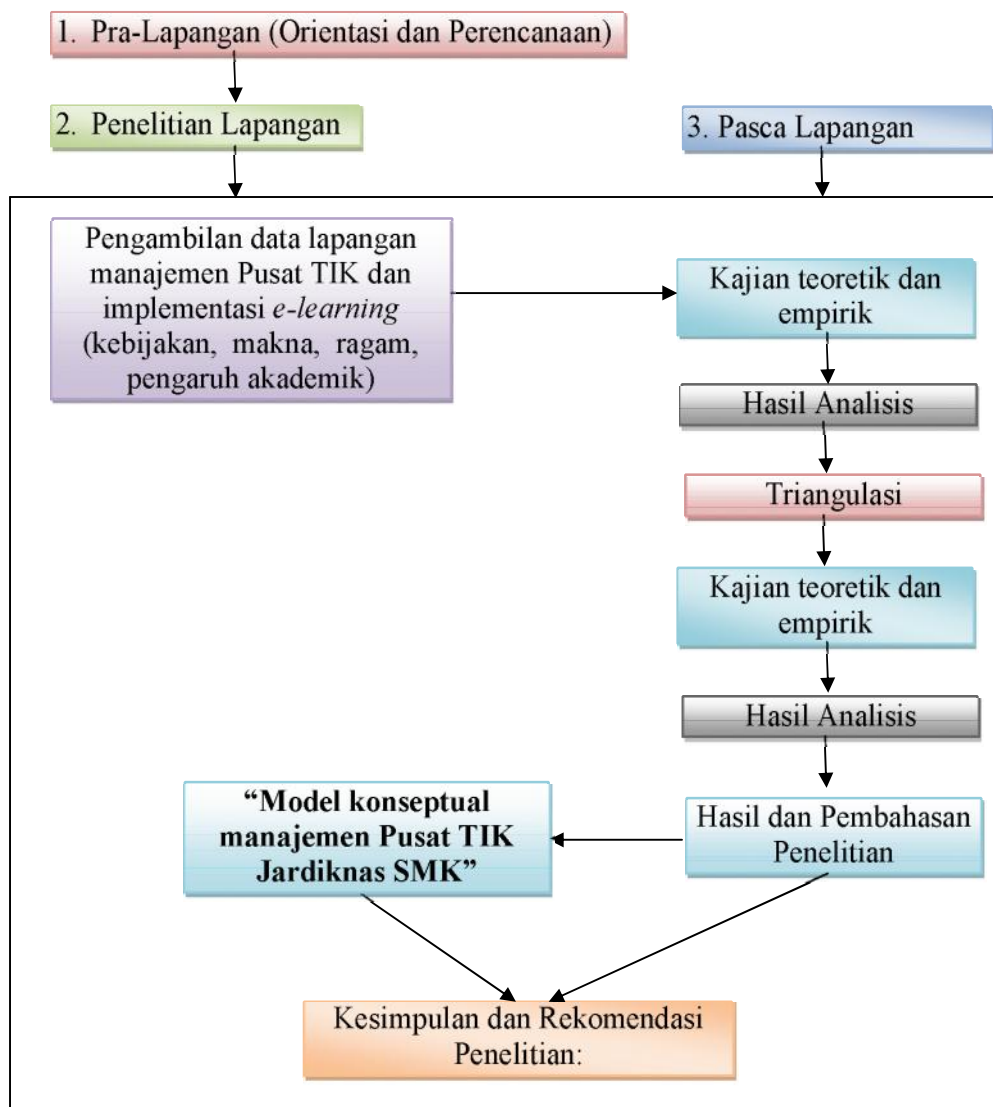 1. Pra-Lapangan (Orientasi dan Perencanaan)
2. Penelitian Lapangan
3. Pasca Lapangan
Pengambilan data lapangan
manajemen Pusat TIK dan
implementasi e-learning
(kebijakan, makna, ragam,
pengaruh akademik)
Kajian teoretik dan
empirik
Hasil Analisis
Triangulasi
Kajian teoretik dan
empirik
Hasil Analisis
Hasil dan Pembahasan
Penelitian
“Model konseptual
manajemen Pusat TIK
Jardiknas SMK”
Kesimpulan dan Rekomendasi
Penelitian: